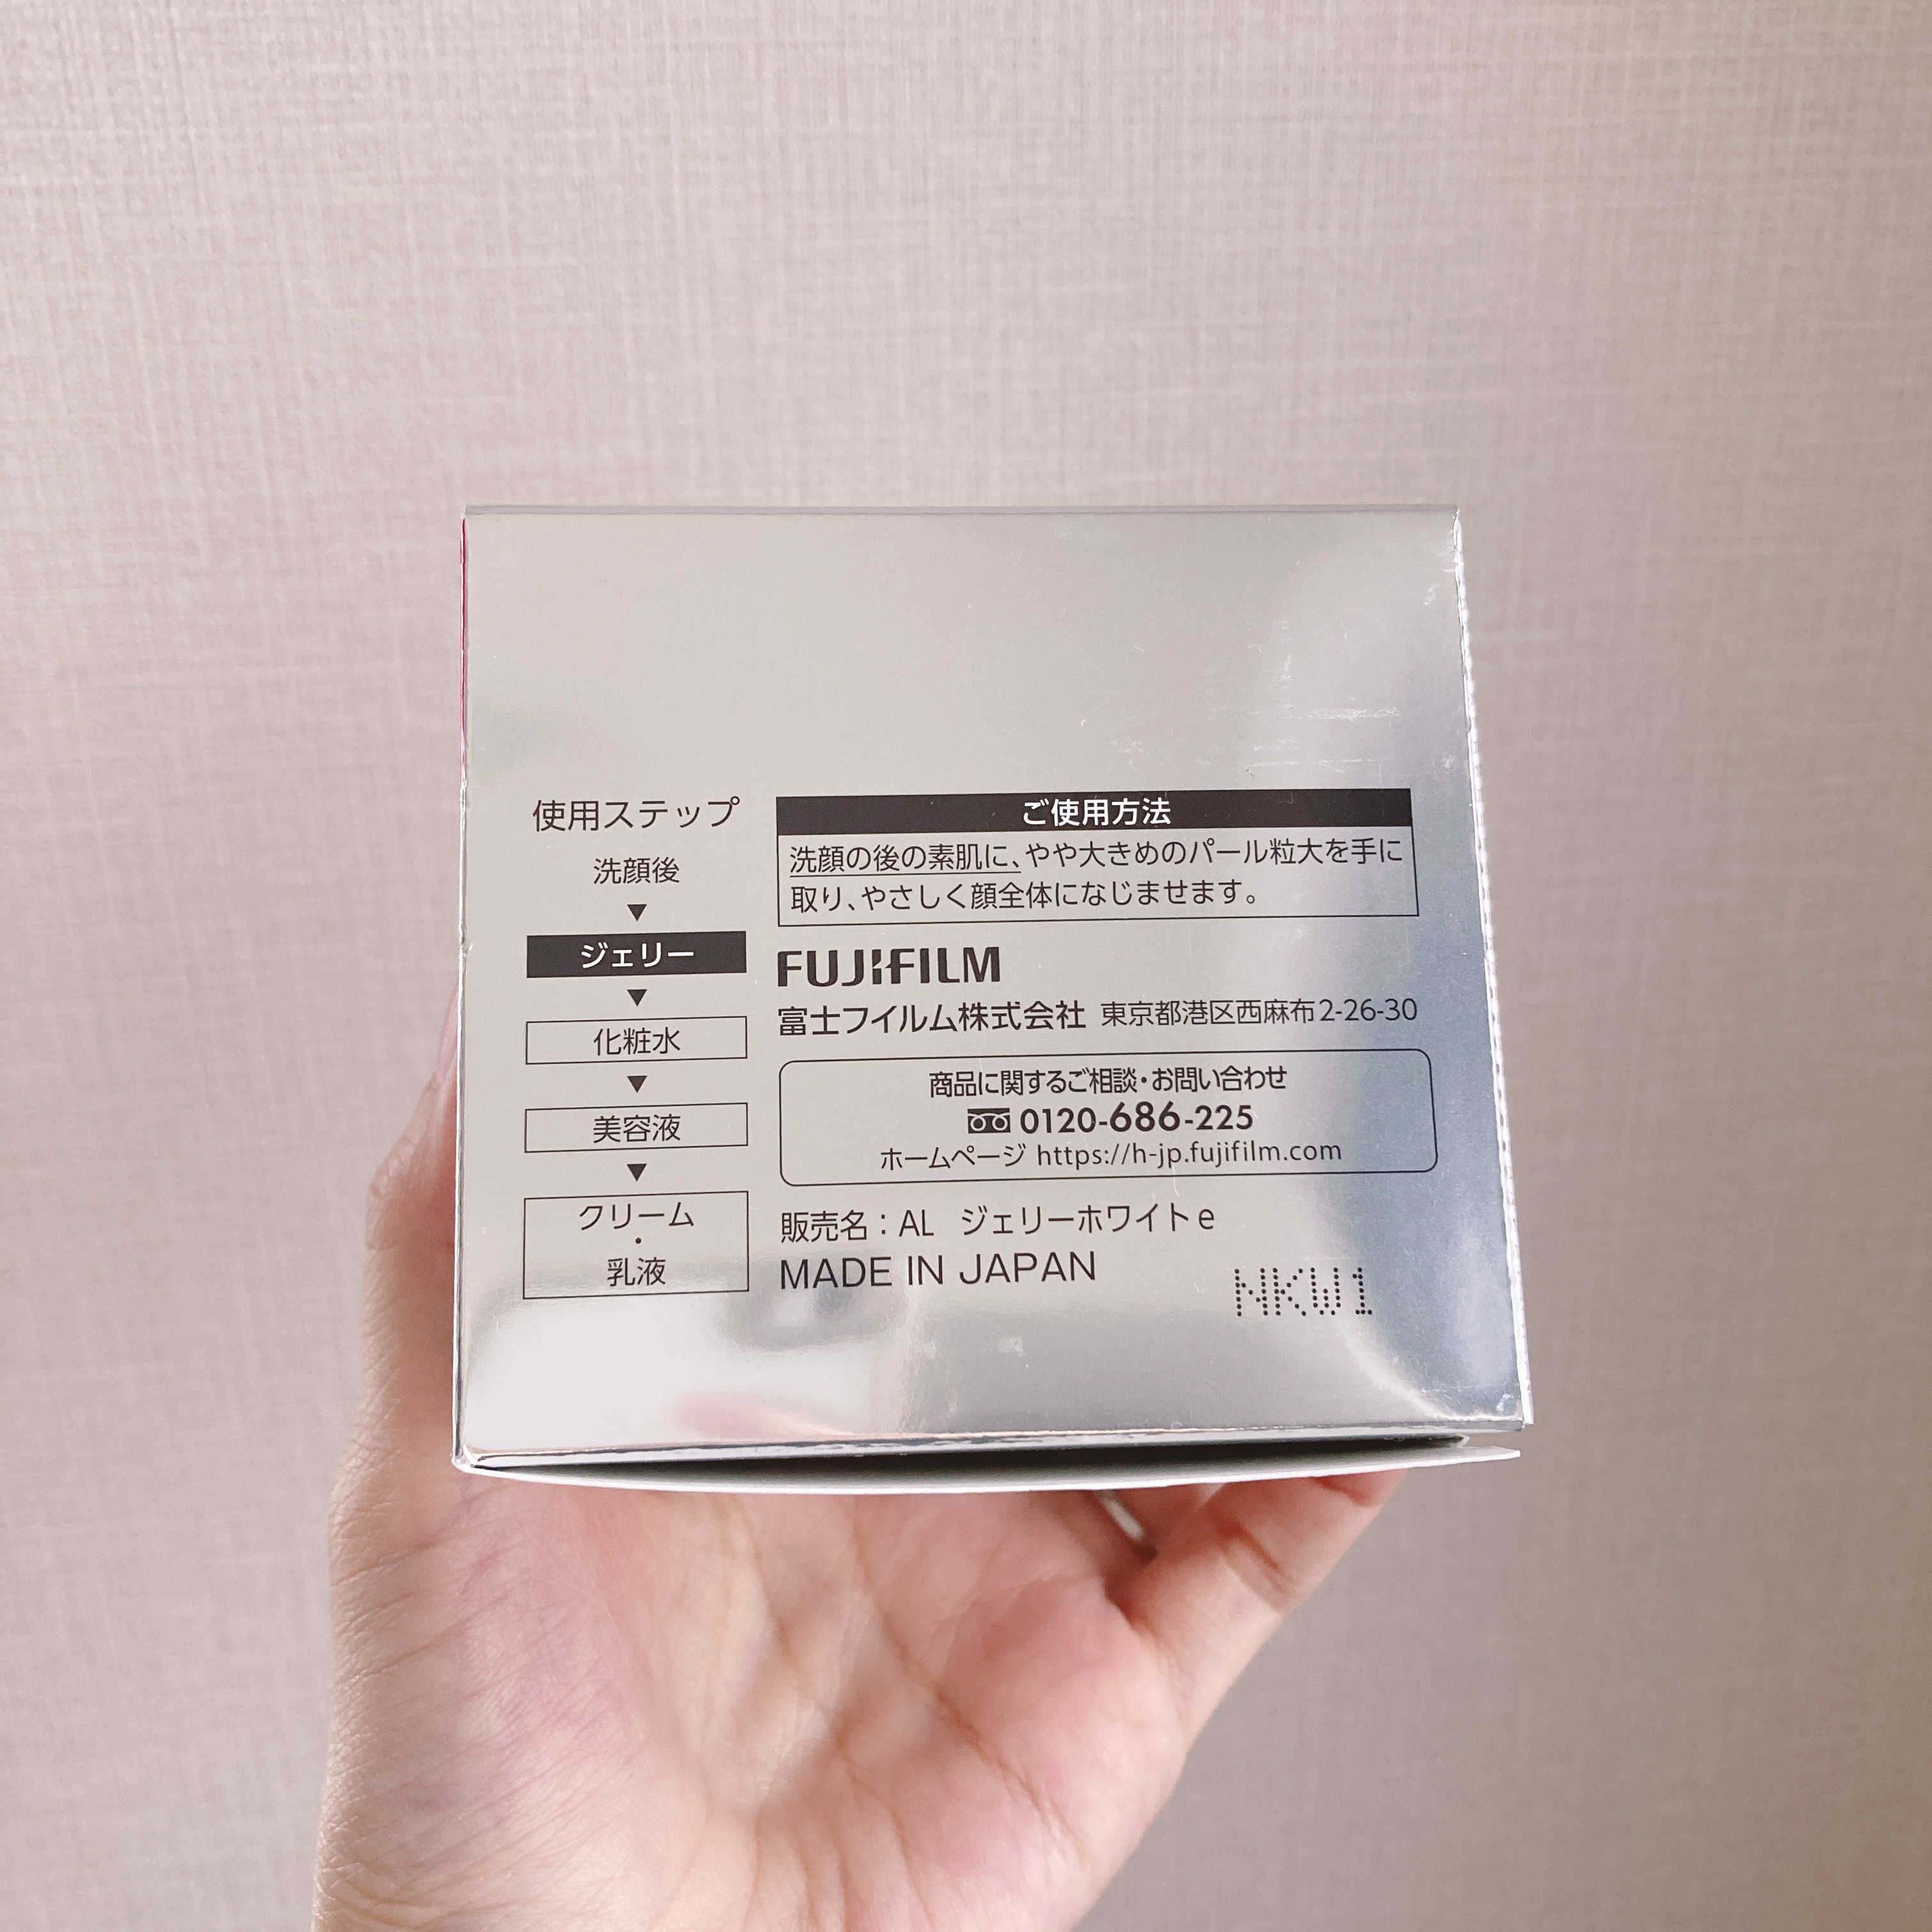 使用ステップ
洗顔後
▼
ジェリー
▼
化粧水
▼
美容液
▼
クリーム
・
乳液
ご使用方法
洗顔の後の素肌に、やや大きめのパール粒大を手に
取り、やさしく顔全体になじませます。
FUJIFILM
富士フイルム株式会社 東京都港区西麻布2-26-30
商品に関するご相談・お問い合わせ
0120-686-225
ホームページ https://h-jp.fujifilm.com
販売名：AL ジェリーホワイトe
MADE IN JAPAN
NKW1